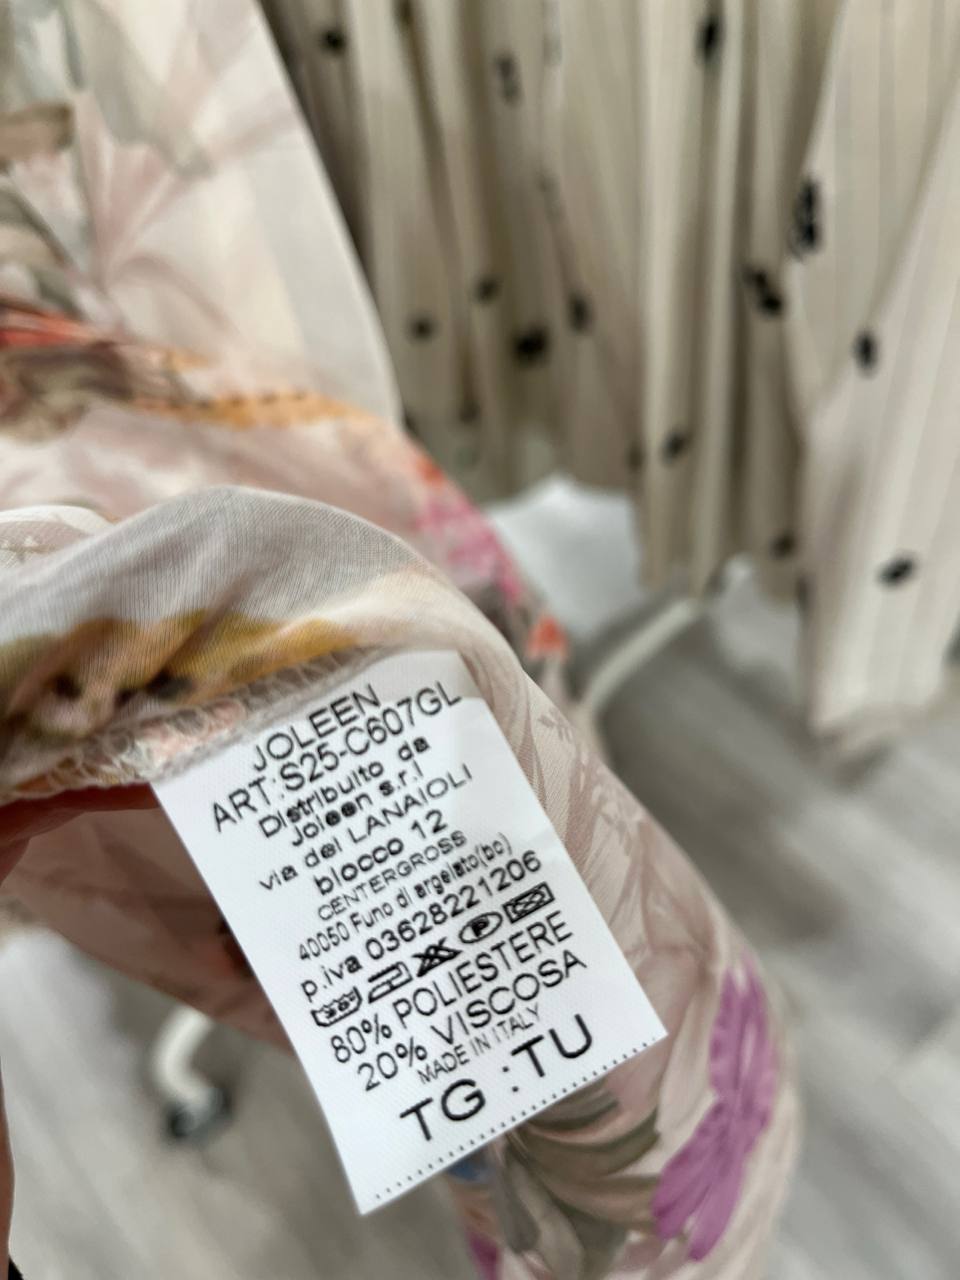 JOLEEN
ART:S25-C607GL
Distribuito da
Joleen s.r.l
via del LANAIOLI
blocco 12
CENTERGROSS
40050 Funo di argelato(bo)
p.iva 03628221206
80% POLIESTERE
20% VISCOSA
MADE IN ITALY
TG :TU